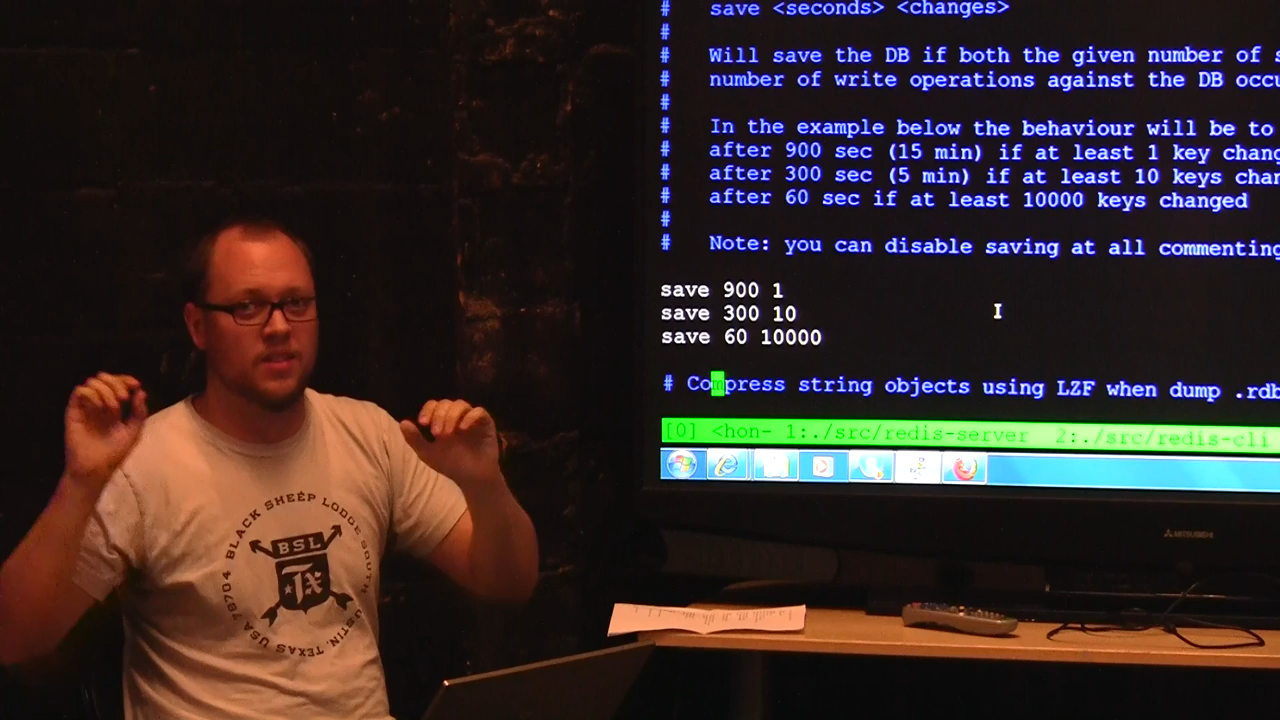 # save <seconds> <changes>
#
# Will save the DB if both the given number of s
# number of write operations against the DB occu
#
# In the example below the behaviour will be to
# after 900 sec (15 min) if at least 1 key chang
# after 300 sec (5 min) if at least 10 keys chan
# after 60 sec if at least 10000 keys changed
#
# Note: you can disable saving at all commenting
save 900 1
save 300 10
save 60 10000
# Compress string objects using LZF when dump .rdb
[0] <hon- 1:./src/redis-server 2:./src/redis-cli
MITSUBISHI
BLACK SHEEP LODGE SOUTH
AUSTIN, TEXAS USA 78704
BSL
Tx